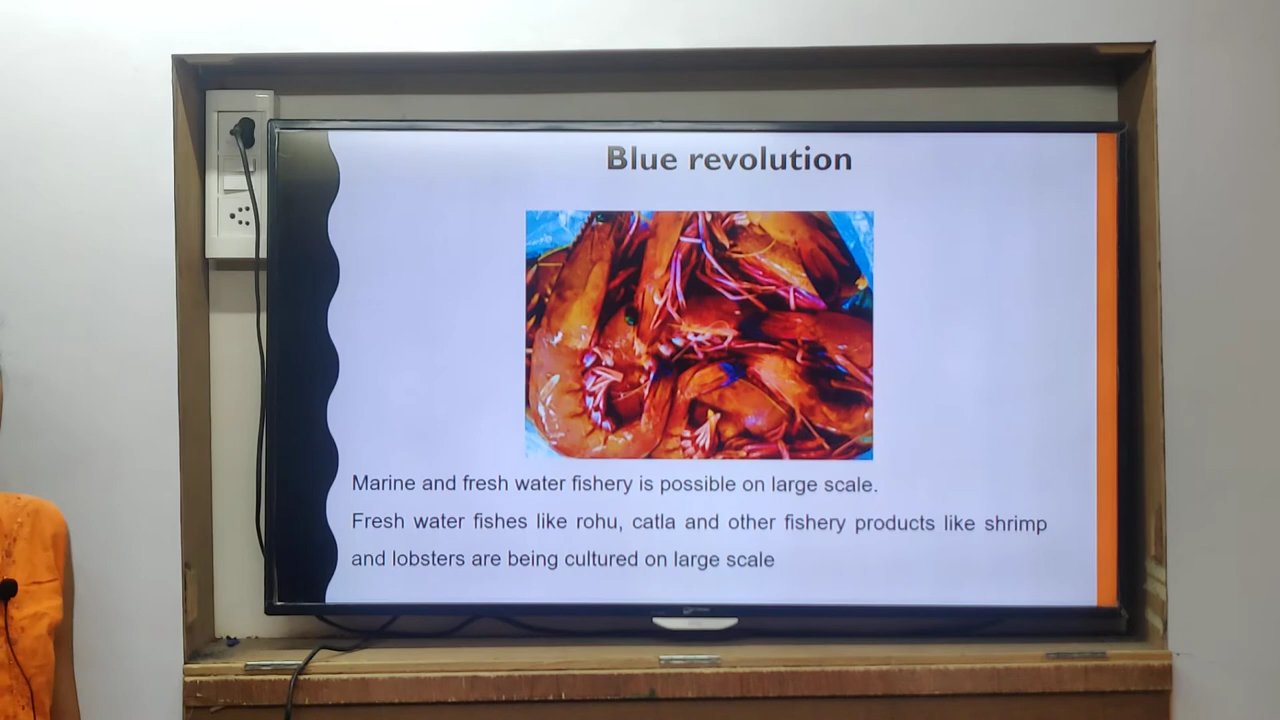 Blue revolution
Marine and fresh water fishery is possible on large scale.
Fresh water fishes like rohu, catla and other fishery products like shrimp
and lobsters are being cultured on large scale